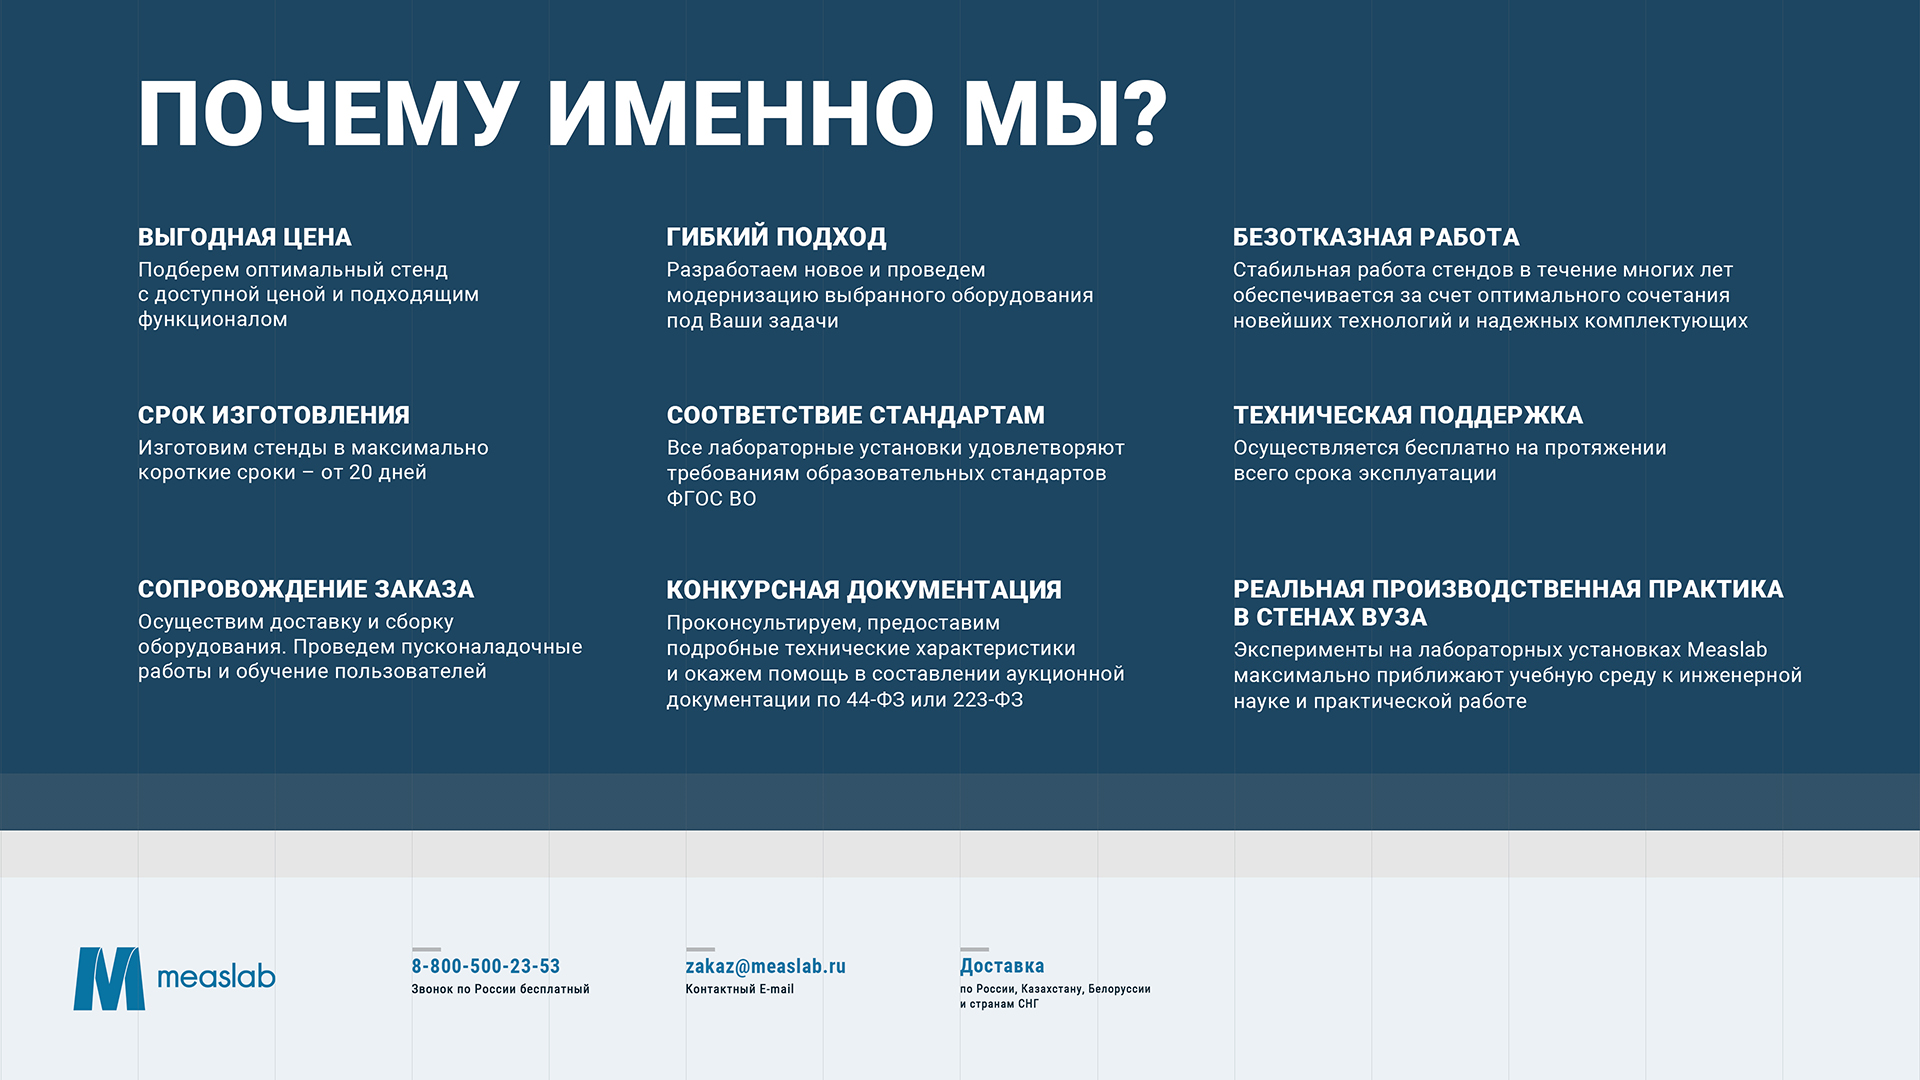 ПОЧЕМУ ИМЕННО МЫ?
ВЫГОДНАЯ ЦЕНА
Подберем оптимальный стенд
с доступной ценой и подходящим
функционалом
ГИБКИЙ ПОДХОД
Разработаем новое и проведем
модернизацию выбранного оборудования
под Ваши задачи
БЕЗОТКАЗНАЯ РАБОТА
Стабильная работа стендов в течение многих лет
обеспечивается за счет оптимального сочетания
новейших технологий и надежных комплектующих
СРОК ИЗГОТОВЛЕНИЯ
Изготовим стенды в максимально
короткие сроки – от 20 дней
СООТВЕТСТВИЕ СТАНДАРТАМ
Все лабораторные установки удовлетворяют
требованиям образовательных стандартов
ФГОС ВО
ТЕХНИЧЕСКАЯ ПОДДЕРЖКА
Осуществляется бесплатно на протяжении
всего срока эксплуатации
СОПРОВОЖДЕНИЕ ЗАКАЗА
Осуществим доставку и сборку
оборудования. Проведем пусконаладочные
работы и обучение пользователей
КОНКУРСНАЯ ДОКУМЕНТАЦИЯ
Проконсультируем, предоставим
подробные технические характеристики
и окажем помощь в составлении аукционной
документации по 44-ФЗ или 223-ФЗ
РЕАЛЬНАЯ ПРОИЗВОДСТВЕННАЯ ПРАКТИКА
В СТЕНАХ ВУЗА
Эксперименты на лабораторных установках Measlab
максимально приближают учебную среду к инженерной
науке и практической работе
measlab
8-800-500-23-53
Звонок по России бесплатный
zakaz@measlab.ru
Контактный E-mail
Доставка
по России, Казахстану, Белоруссии
и странам СНГ